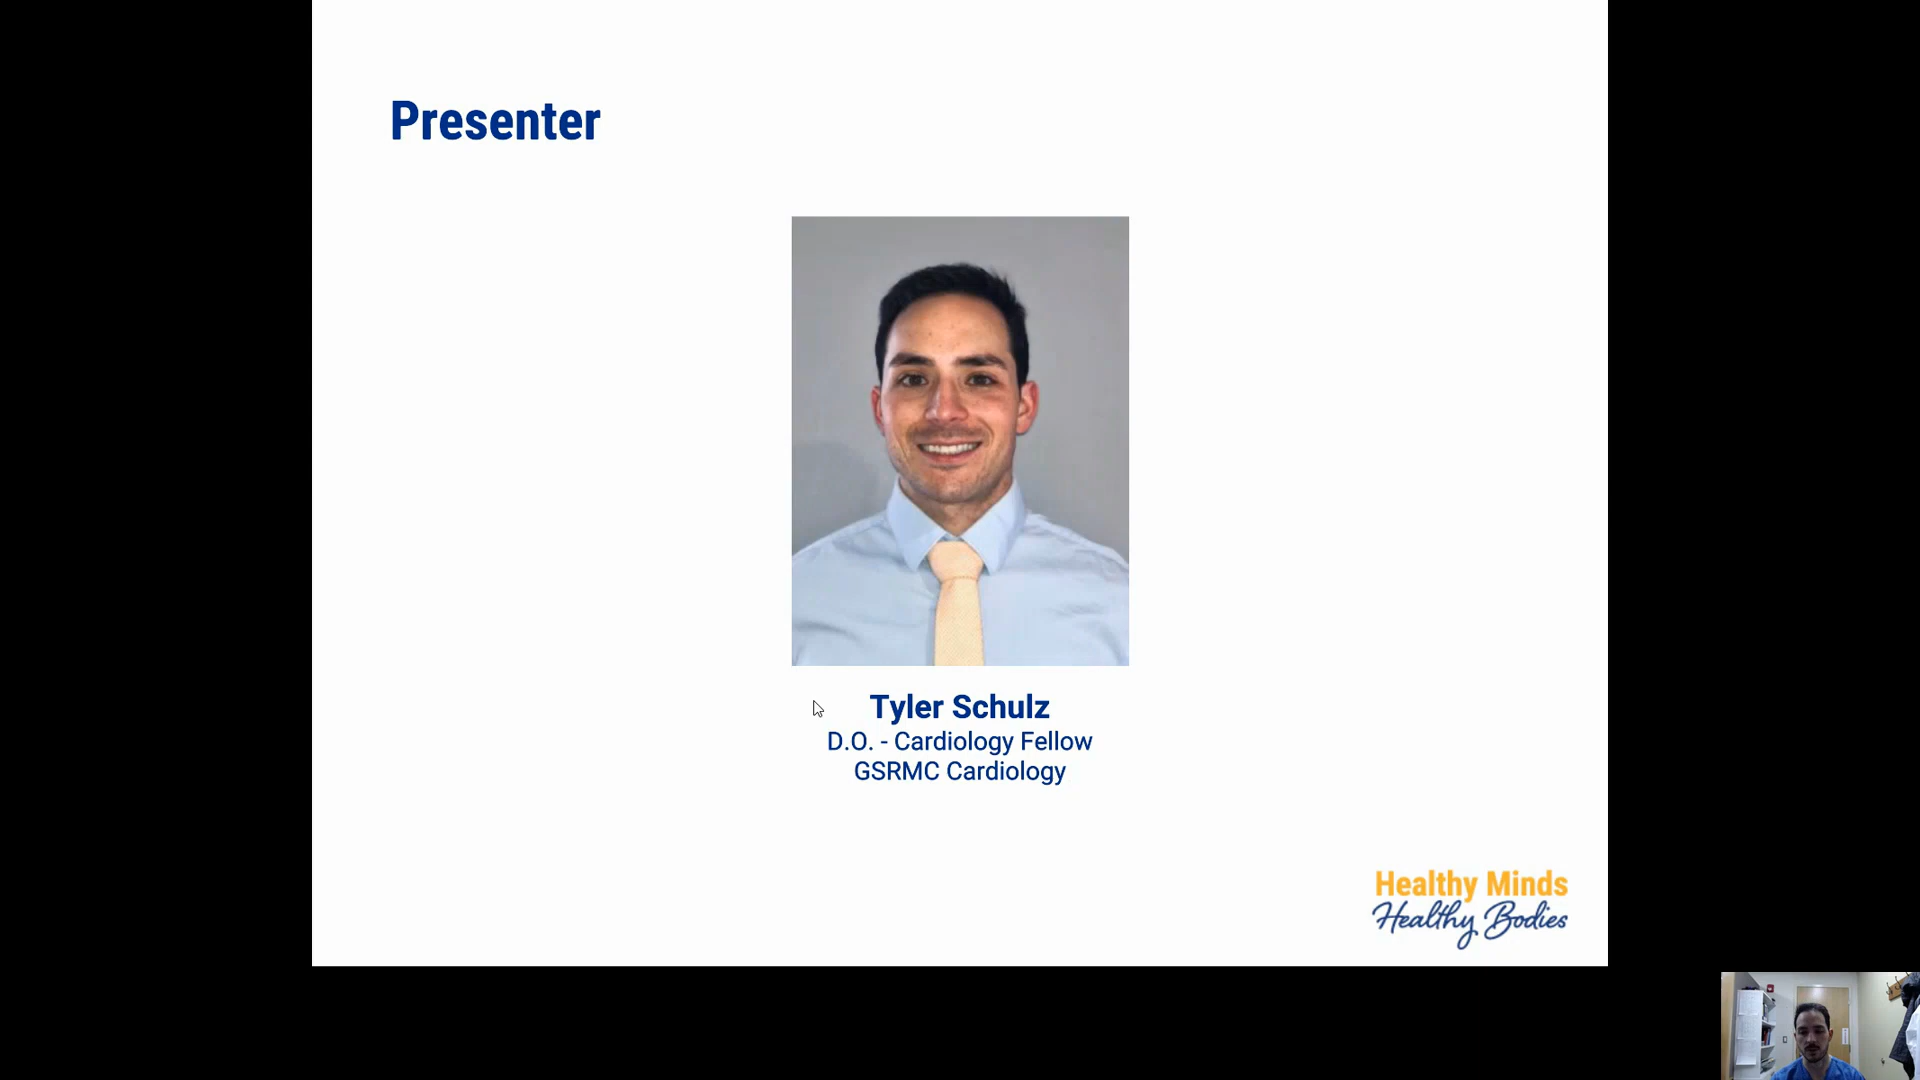 Presenter
Tyler Schulz
D.O. - Cardiology Fellow
GSRMC Cardiology
Healthy Minds
Healthy Bodies